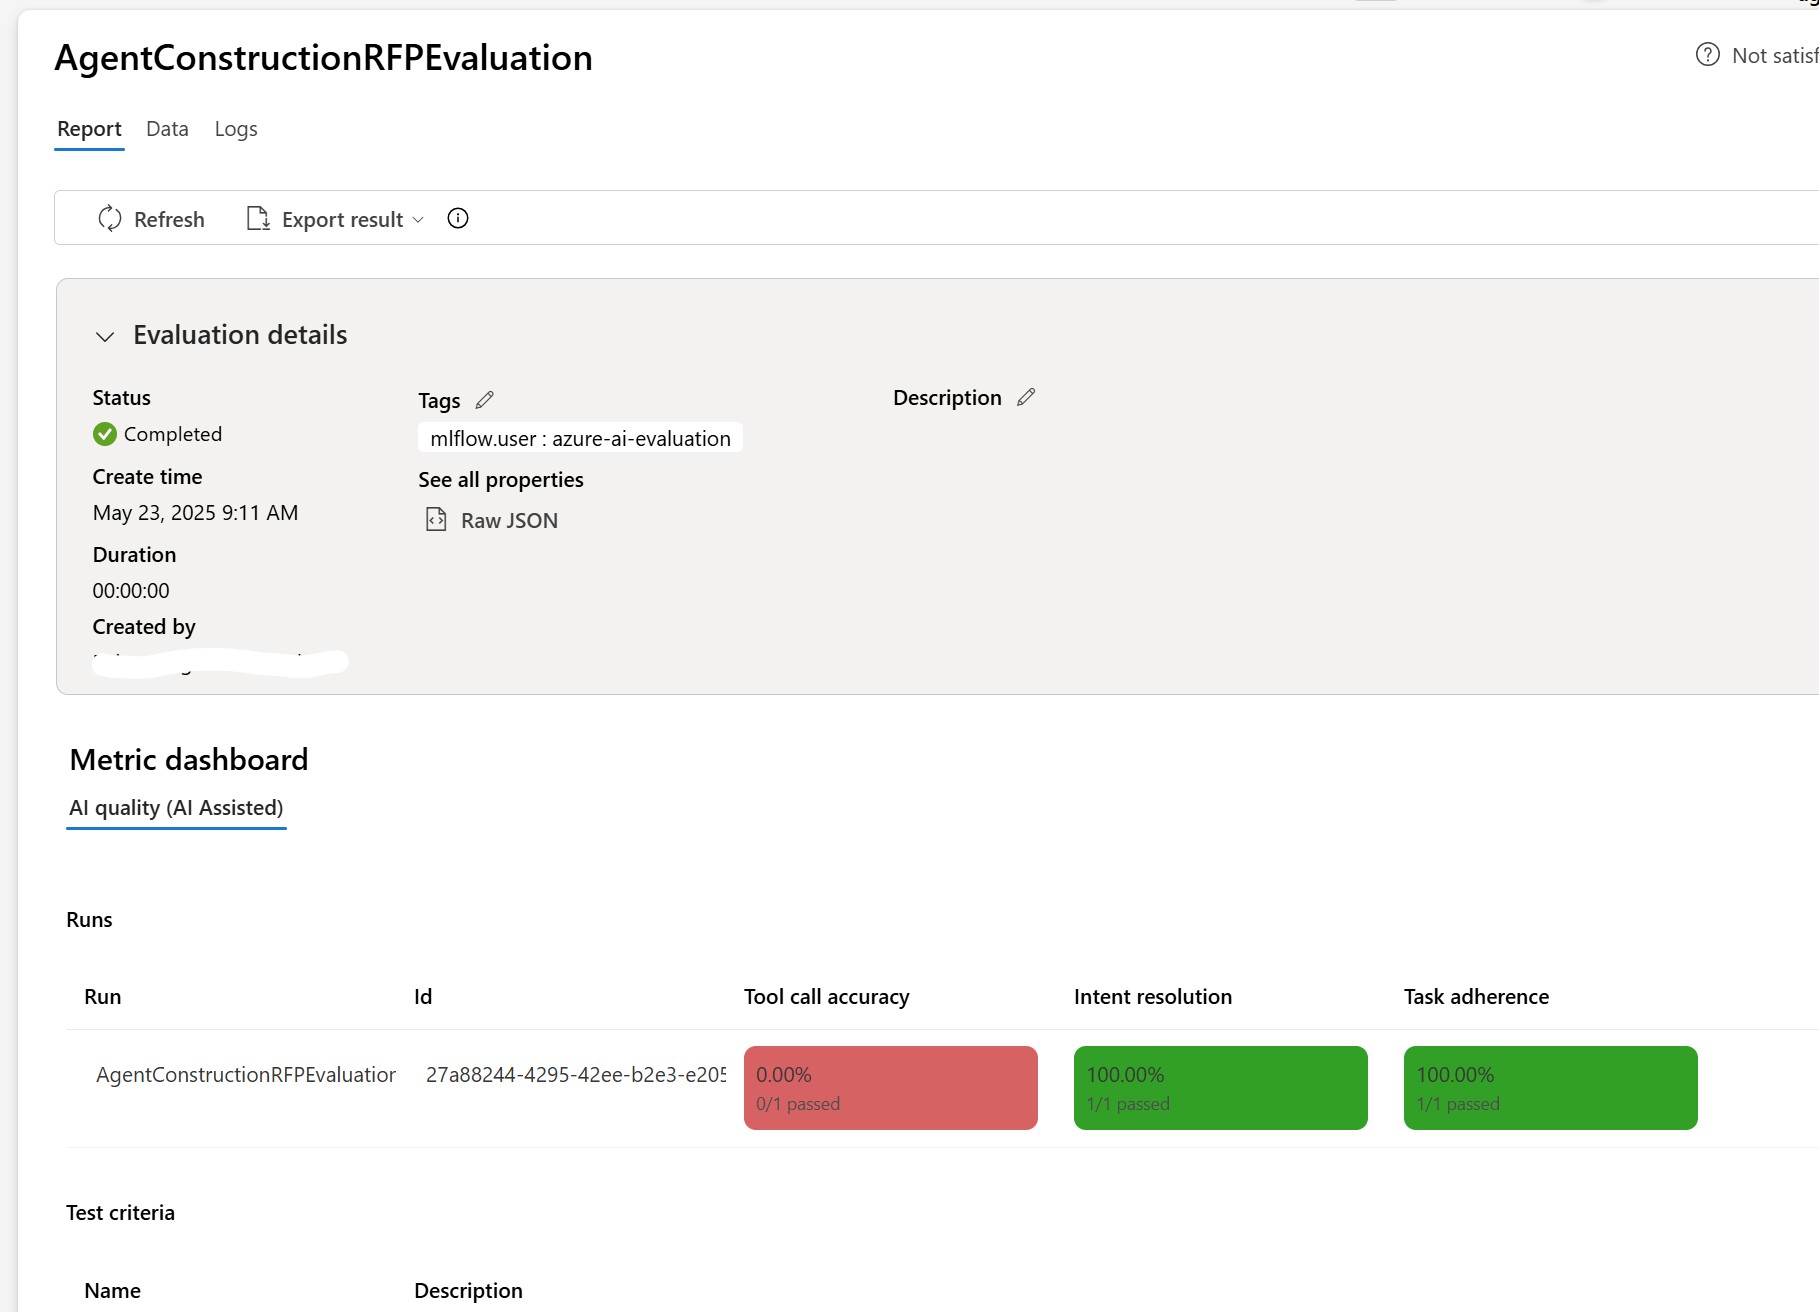 AgentConstructionRFPEvaluation
Not satisf
Report Data Logs
Refresh Export result
Evaluation details
Status
Completed
Create time
May 23, 2025 9:11 AM
Duration
00:00:00
Created by
Tags
mlflow.user : azure-ai-evaluation
See all properties
Raw JSON
Description
Metric dashboard
AI quality (AI Assisted)
Runs
Run Id Tool call accuracy Intent resolution Task adherence
AgentConstructionRFPEvaluation 27a88244-4295-42ee-b2e3-e205 0.00% 100.00% 100.00%
0/1 passed 1/1 passed 1/1 passed
Test criteria
Name Description